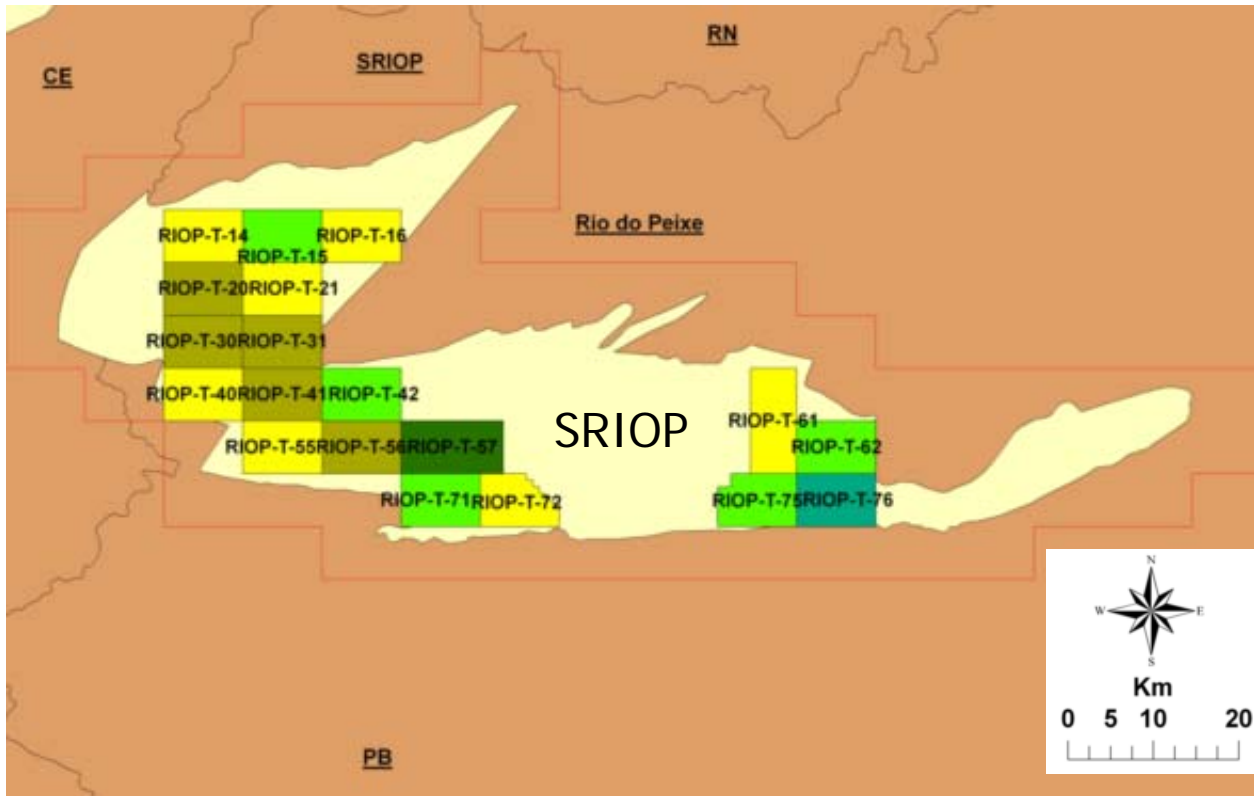 RN
SRIOP
CE
Rio do Peixe
RIOP-T-14 RIOP-T-16
RIOP-T-15
RIOP-T-20 RIOP-T-21
RIOP-T-30 RIOP-T-31
RIOP-T-40 RIOP-T-41 RIOP-T-42
RIOP-T-61
SRIOP
RIOP-T-55 RIOP-T-56 RIOP-T-57 RIOP-T-62
RIOP-T-71 RIOP-T-72 RIOP-T-75 RIOP-T-76
N
W E
S
Km
0 5 10 20
PB